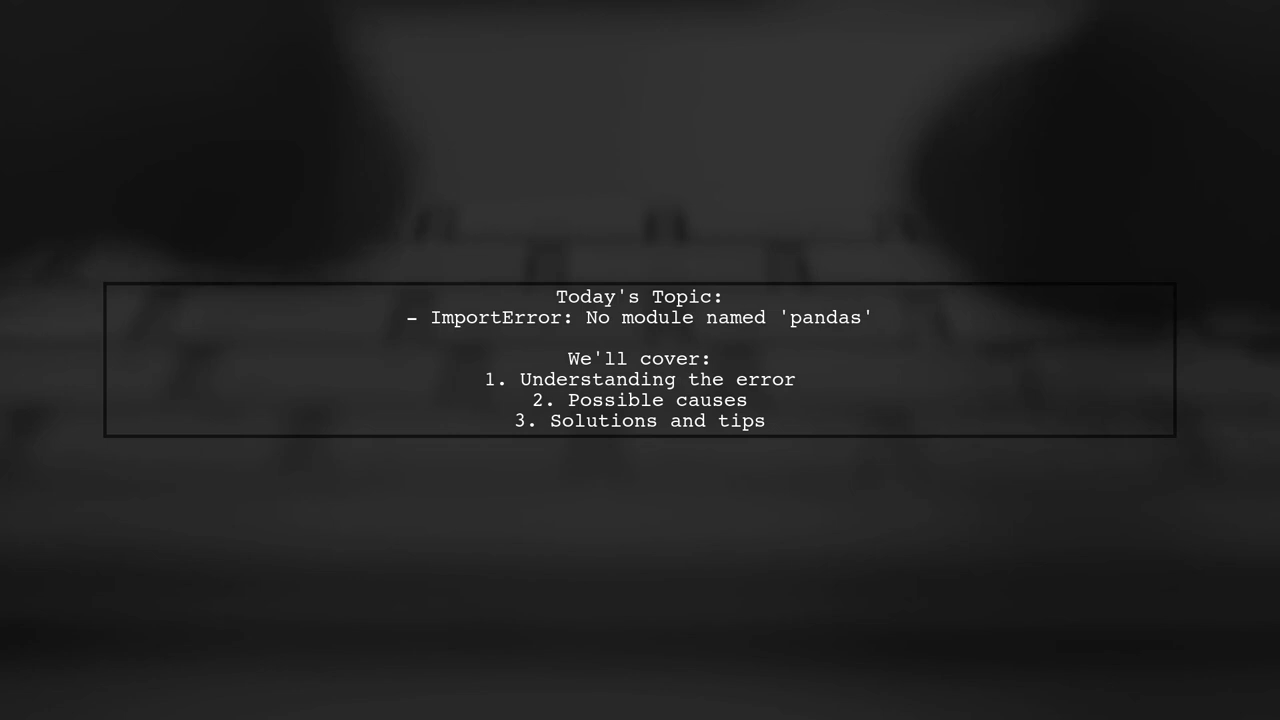 Today's Topic:
- ImportError: No module named 'pandas'
We'll cover:
1. Understanding the error
2. Possible causes
3. Solutions and tips